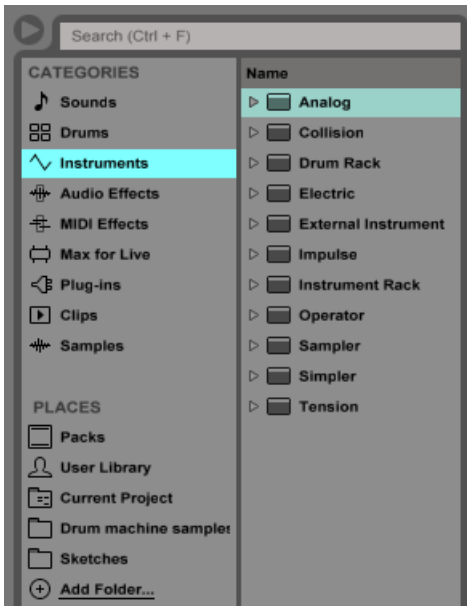 Search (Ctrl + F)
CATEGORIES
Sounds
Drums
Instruments
Audio Effects
MIDI Effects
Max for Live
Plug-ins
Clips
Samples
PLACES
Packs
User Library
Current Project
Drum machine samples
Sketches
Add Folder...
Name
Analog
Collision
Drum Rack
Electric
External Instrument
Impulse
Instrument Rack
Operator
Sampler
Simpler
Tension